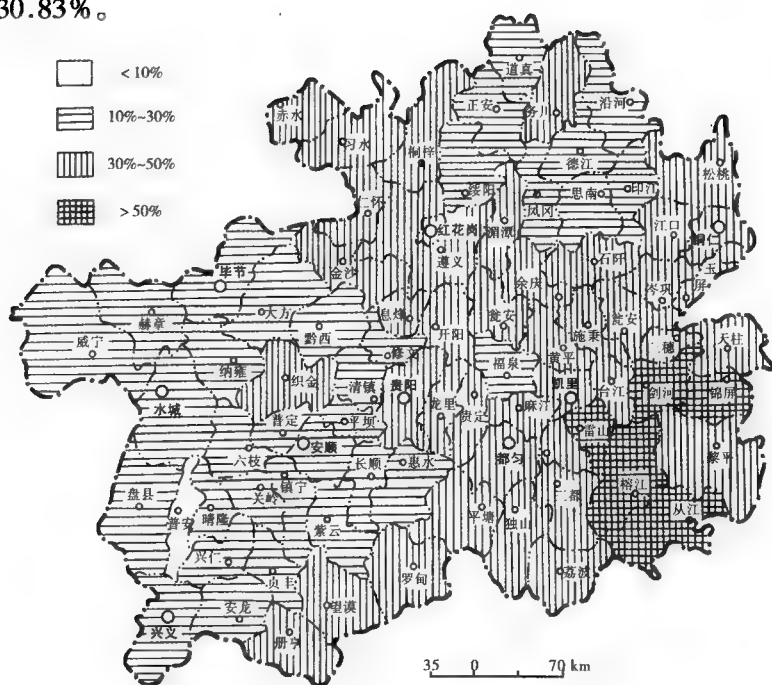 30.83%。
< 10%
10%~30%
30%~50%
> 50%
道真
正安
务川
沿河
赤水
习水
桐梓
德江
松桃
绥阳
思南
印江
仁怀
凤冈
江口
铜仁
红花岗
湄潭
遵义
石阡
玉屏
毕节
金沙
余庆
岑巩
赫章
大方
息烽
瓮安
施秉
瓮安
黔西
开阳
黄平
穗
天柱
威宁
修文
纳雍
织金
福泉
清镇
贵阳
凯里
台江
剑河
锦屏
水城
龙里
贵定
麻江
普定
平坝
雷山
六枝
安顺
都匀
黎平
长顺
惠水
盘县
镇宁
关岭
三都
榕江
普安
晴隆
平塘
独山
从江
紫云
兴仁
罗甸
荔波
贞丰
安龙
望谟
兴义
册亨
35 0 70 km